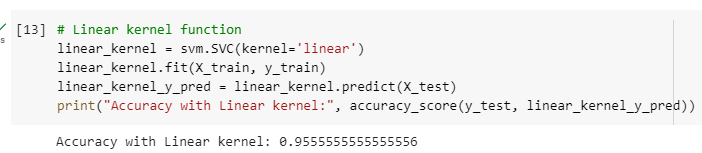 [13] # Linear kernel function
linear_kernel = svm.SVC(kernel='linear')
linear_kernel.fit(X_train, y_train)
linear_kernel_y_pred = linear_kernel.predict(X_test)
print("Accuracy with Linear kernel:", accuracy_score(y_test, linear_kernel_y_pred))
Accuracy with Linear kernel: 0.9555555555555556